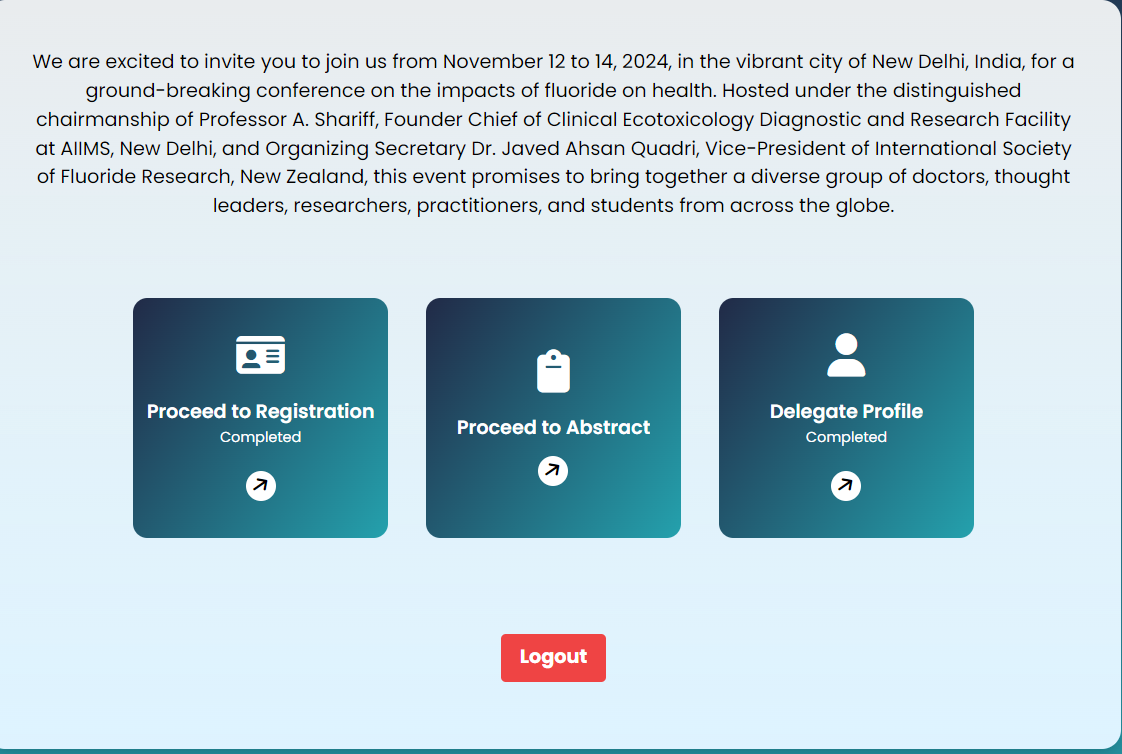 We are excited to invite you to join us from November 12 to 14, 2024, in the vibrant city of New Delhi, India, for a
ground-breaking conference on the impacts of fluoride on health. Hosted under the distinguished
chairmanship of Professor A. Shariff, Founder Chief of Clinical Ecotoxicology Diagnostic and Research Facility
at AIIMS, New Delhi, and Organizing Secretary Dr. Javed Ahsan Quadri, Vice-President of International Society
of Fluoride Research, New Zealand, this event promises to bring together a diverse group of doctors, thought
leaders, researchers, practitioners, and students from across the globe.
Proceed to Registration
Completed
Proceed to Abstract
Delegate Profile
Completed
Logout